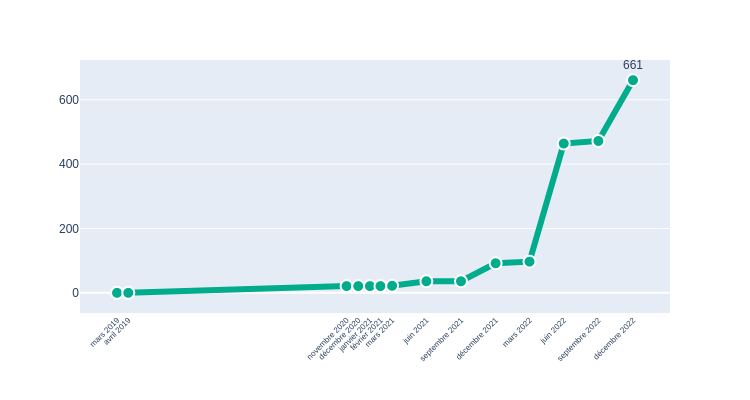 661
600
400
200
0
mars 2019
avril 2019
novembre 2020
décembre 2020
janvier 2021
février 2021
mars 2021
juin 2021
septembre 2021
décembre 2021
mars 2022
juin 2022
septembre 2022
décembre 2022